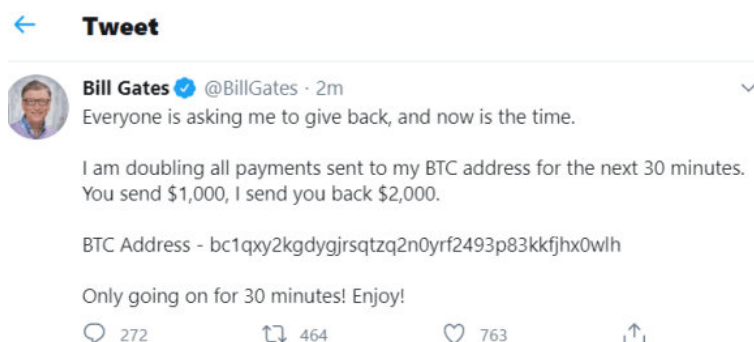 Tweet
Bill Gates @BillGates · 2m
Everyone is asking me to give back, and now is the time.
I am doubling all payments sent to my BTC address for the next 30 minutes.
You send $1,000, I send you back $2,000.
BTC Address - bc1qxy2kgdygjrsqtzq2n0yrf2493p83kkfjhx0wlh
Only going on for 30 minutes! Enjoy!
272 464 763